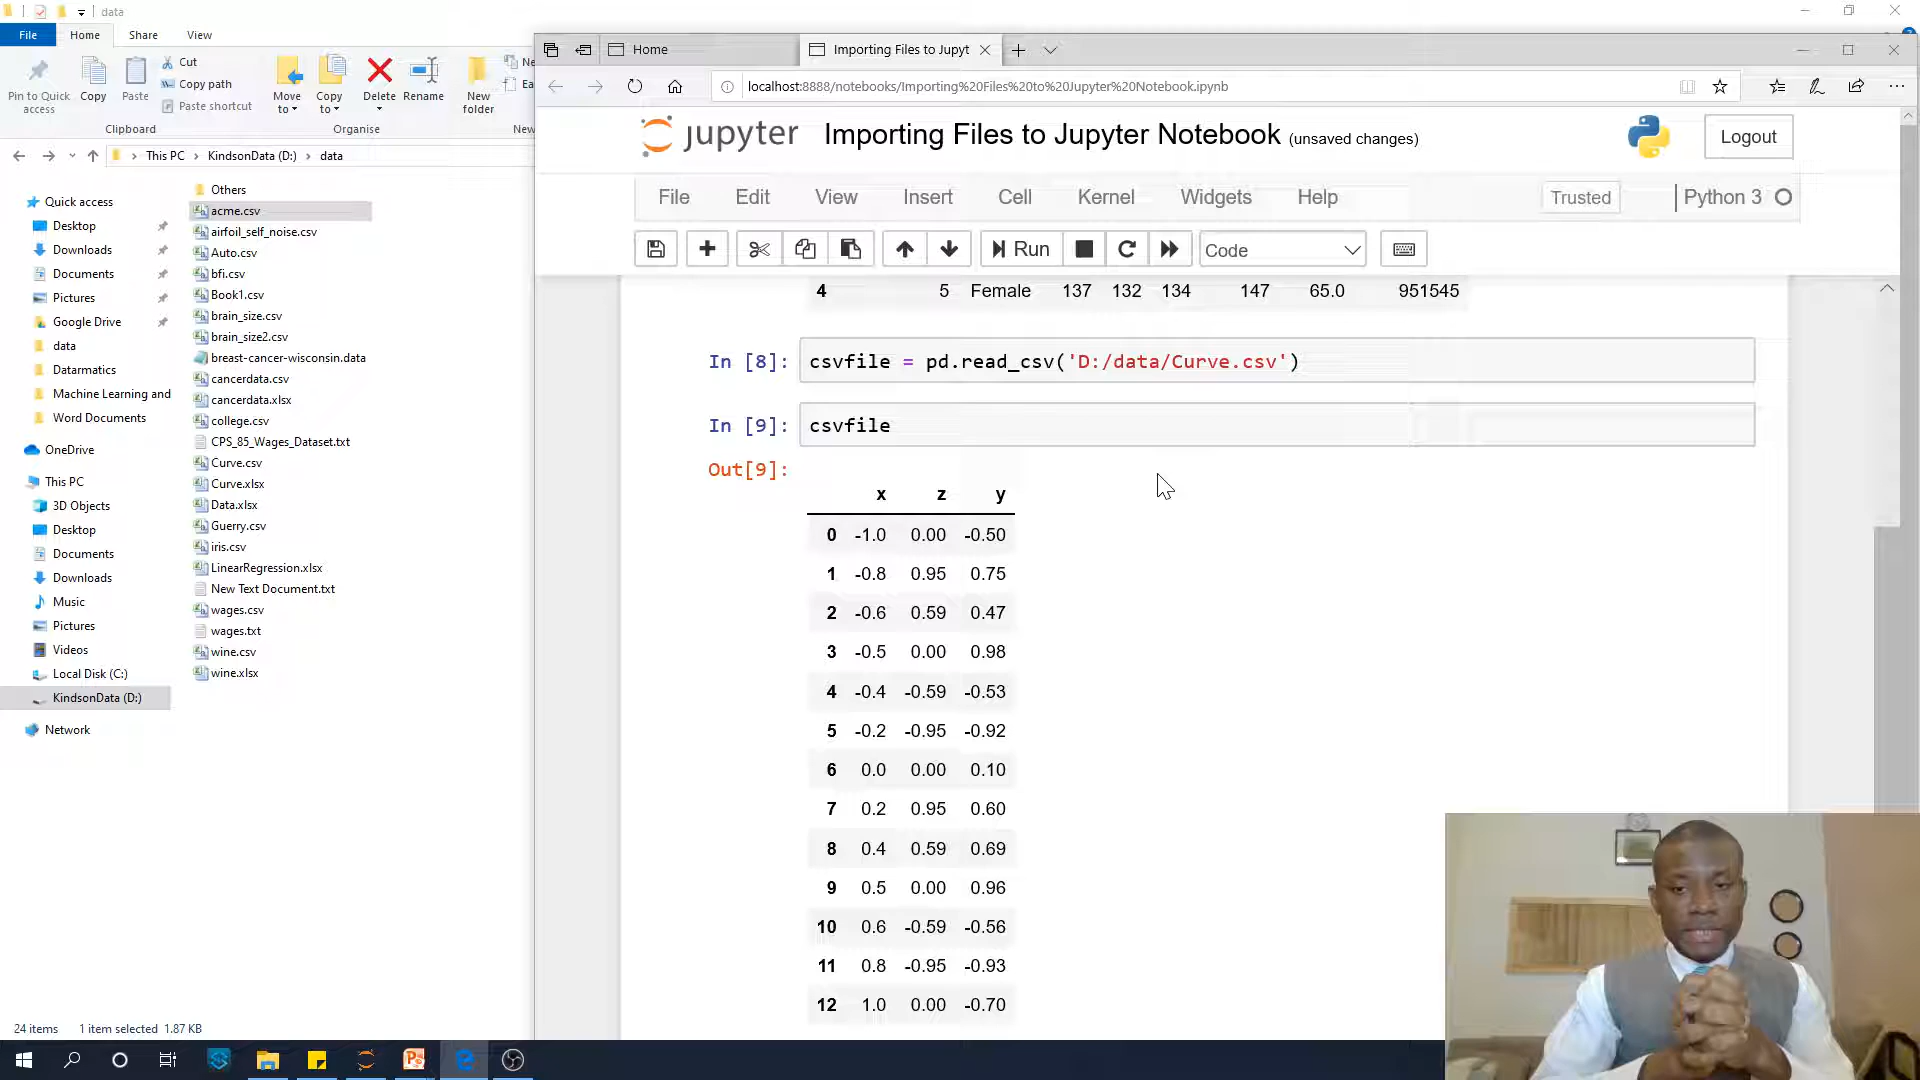 data
File
Home
Share
View
Pin to Quick
access
Copy
Paste
Cut
Copy path
Paste shortcut
Move
to
Copy
to
Delete
Rename
New
folder
Ne
Ea
Clipboard
Organise
New
This PC
KindsonData (D:)
data
Quick access
Desktop
Downloads
Documents
Pictures
Google Drive
data
Datarmatics
Machine Learning and
Word Documents
OneDrive
This PC
3D Objects
Desktop
Documents
Downloads
Music
Pictures
Videos
Local Disk (C:)
KindsonData (D:)
Network
Others
acme.csv
airfoil_self_noise.csv
Auto.csv
bfi.csv
Book1.csv
brain_size.csv
brain_size2.csv
breast-cancer-wisconsin.data
cancerdata.csv
cancerdata.xlsx
college.csv
CPS_85_Wages_Dataset.txt
Curve.csv
Curve.xlsx
Data.xlsx
Guerry.csv
iris.csv
LinearRegression.xlsx
New Text Document.txt
wages.csv
wages.txt
wine.csv
wine.xlsx
24 items 1 item selected 1.87 KB
Home
Importing Files to Jupyt
localhost:8888/notebooks/Importing%20Files%20to%20Jupyter%20Notebook.ipynb
jupyter Importing Files to Jupyter Notebook (unsaved changes)
Logout
File Edit View Insert Cell Kernel Widgets Help
Trusted
Python 3
Run
Code
4 5 Female 137 132 134 147 65.0 951545
In [8]: csvfile = pd.read_csv('D:/data/Curve.csv')
In [9]: csvfile
Out[9]:
x z y
0 -1.0 0.00 -0.50
1 -0.8 0.95 0.75
2 -0.6 0.59 0.47
3 -0.5 0.00 0.98
4 -0.4 -0.59 -0.53
5 -0.2 -0.95 -0.92
6 0.0 0.00 0.10
7 0.2 0.95 0.60
8 0.4 0.59 0.69
9 0.5 0.00 0.96
10 0.6 -0.59 -0.56
11 0.8 -0.95 -0.93
12 1.0 0.00 -0.70